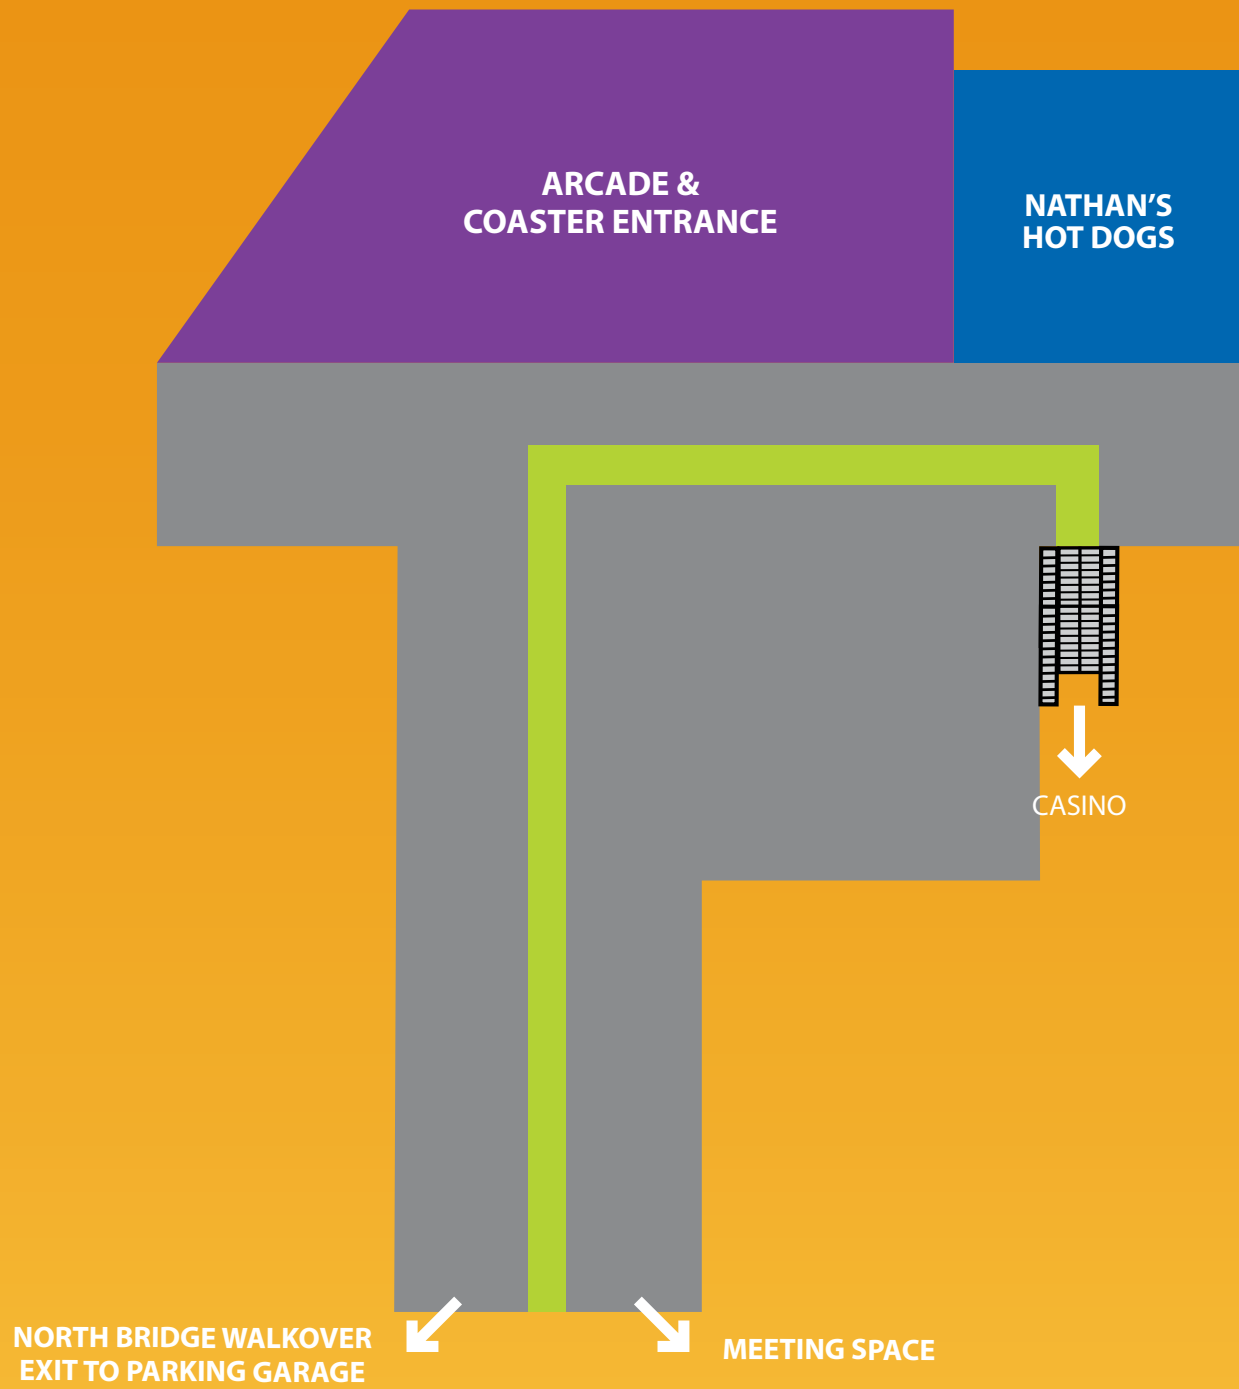 ARCADE &
COASTER ENTRANCE
NATHAN'S
HOT DOGS
CASINO
NORTH BRIDGE WALKOVER
EXIT TO PARKING GARAGE
MEETING SPACE